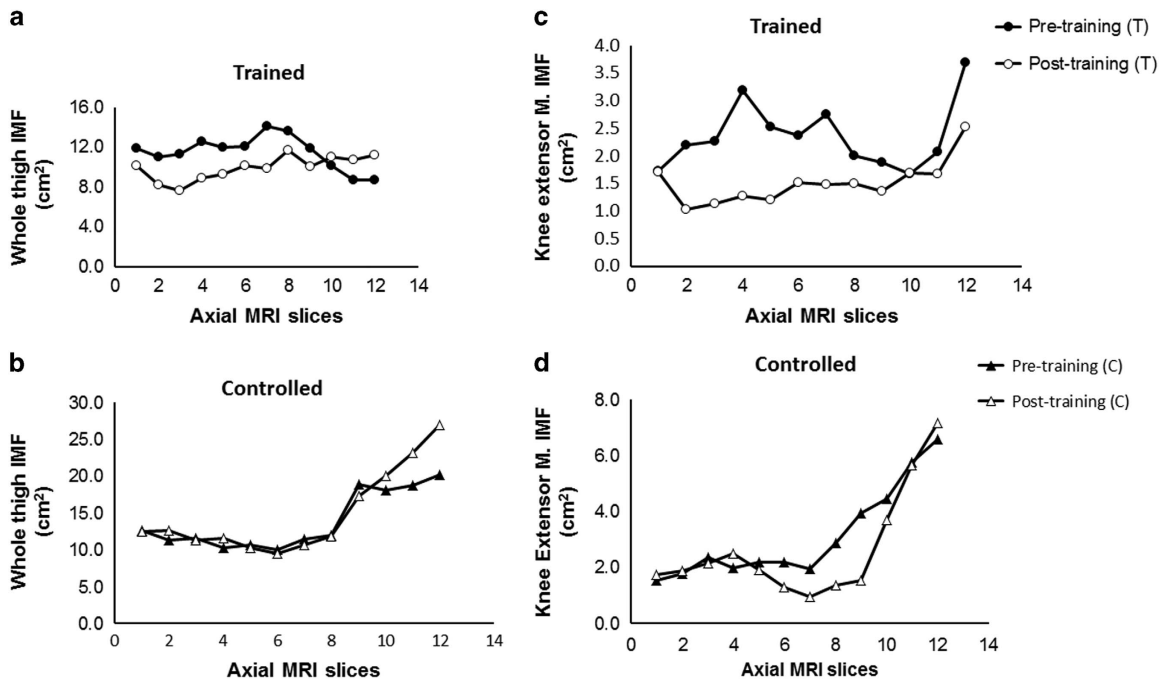 a
Trained
Whole thigh IMF
(cm²)
16.0
12.0
8.0
4.0
0.0
0 2 4 6 8 10 12 14
Axial MRI slices
c
Trained
Knee extensor M. IMF
(cm²)
4.0
3.5
3.0
2.5
2.0
1.5
1.0
0.5
0.0
0 2 4 6 8 10 12 14
Axial MRI slices
Pre-training (T)
Post-training (T)
b
Controlled
Whole thigh IMF
(cm²)
30.0
25.0
20.0
15.0
10.0
5.0
0.0
0 2 4 6 8 10 12 14
Axial MRI slices
d
Controlled
Knee Extensor M. IMF
(cm²)
8.0
6.0
4.0
2.0
0.0
0 2 4 6 8 10 12 14
Axial MRI slices
Pre-training (C)
Post-training (C)